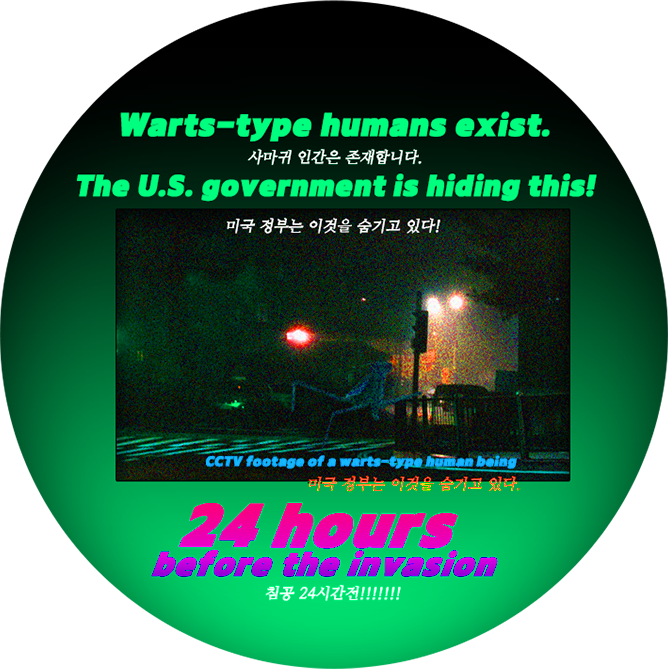 Warts-type humans exist.
사마귀 인간은 존재합니다.
The U.S. government is hiding this!
미국 정부는 이것을 숨기고 있다!
CCTV footage of a warts-type human being
미국 정부는 이것을 숨기고 있다.
24 hours
before the invasion
침공 24시간전!!!!!!!